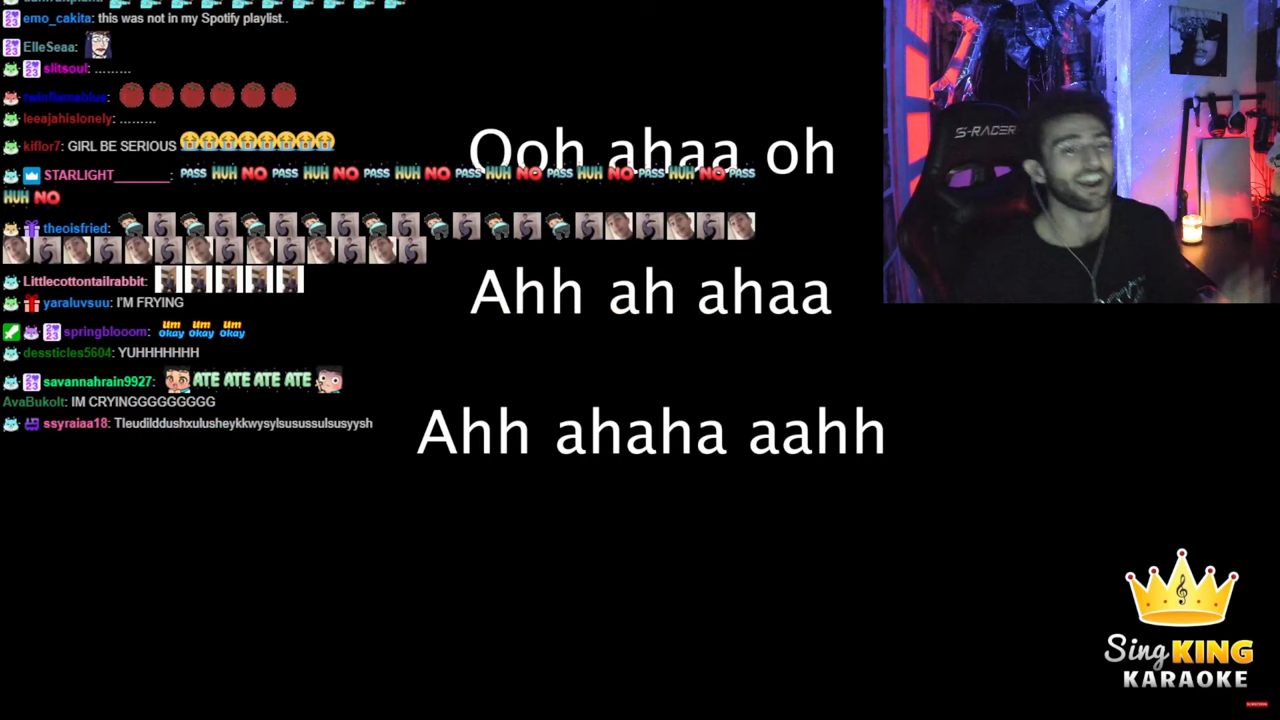 emo_cakita: this was not in my Spotify playlist..
ElleSeaa:
slitsoul: .........
twinflameblue:
leeajahislonely: .........
kiflor7: GIRL BE SERIOUS
STARLIGHT_______: PASS HUH NO PASS HUH NO PASS HUH NO PASS HUH NO PASS HUH NO PASS HUH NO PASS
HUH NO
theoisfried:
Littlecottontailrabbit:
yaraluvsuu: I'M FRYING
springblooom: um okay um okay um okay
dessticles5604: YUHHHHHHH
savannahrain9927: ATE ATE ATE ATE
AvaBukolt: IM CRYINGGGGGGGGG
ssyraiaa18: Tleudilddushxulusheykkwysylsusussulsusyysh
Ooh ahaa oh
Ahh ah ahaa
Ahh ahaha aahh
S-RACER
Sing KING
KARAOKE